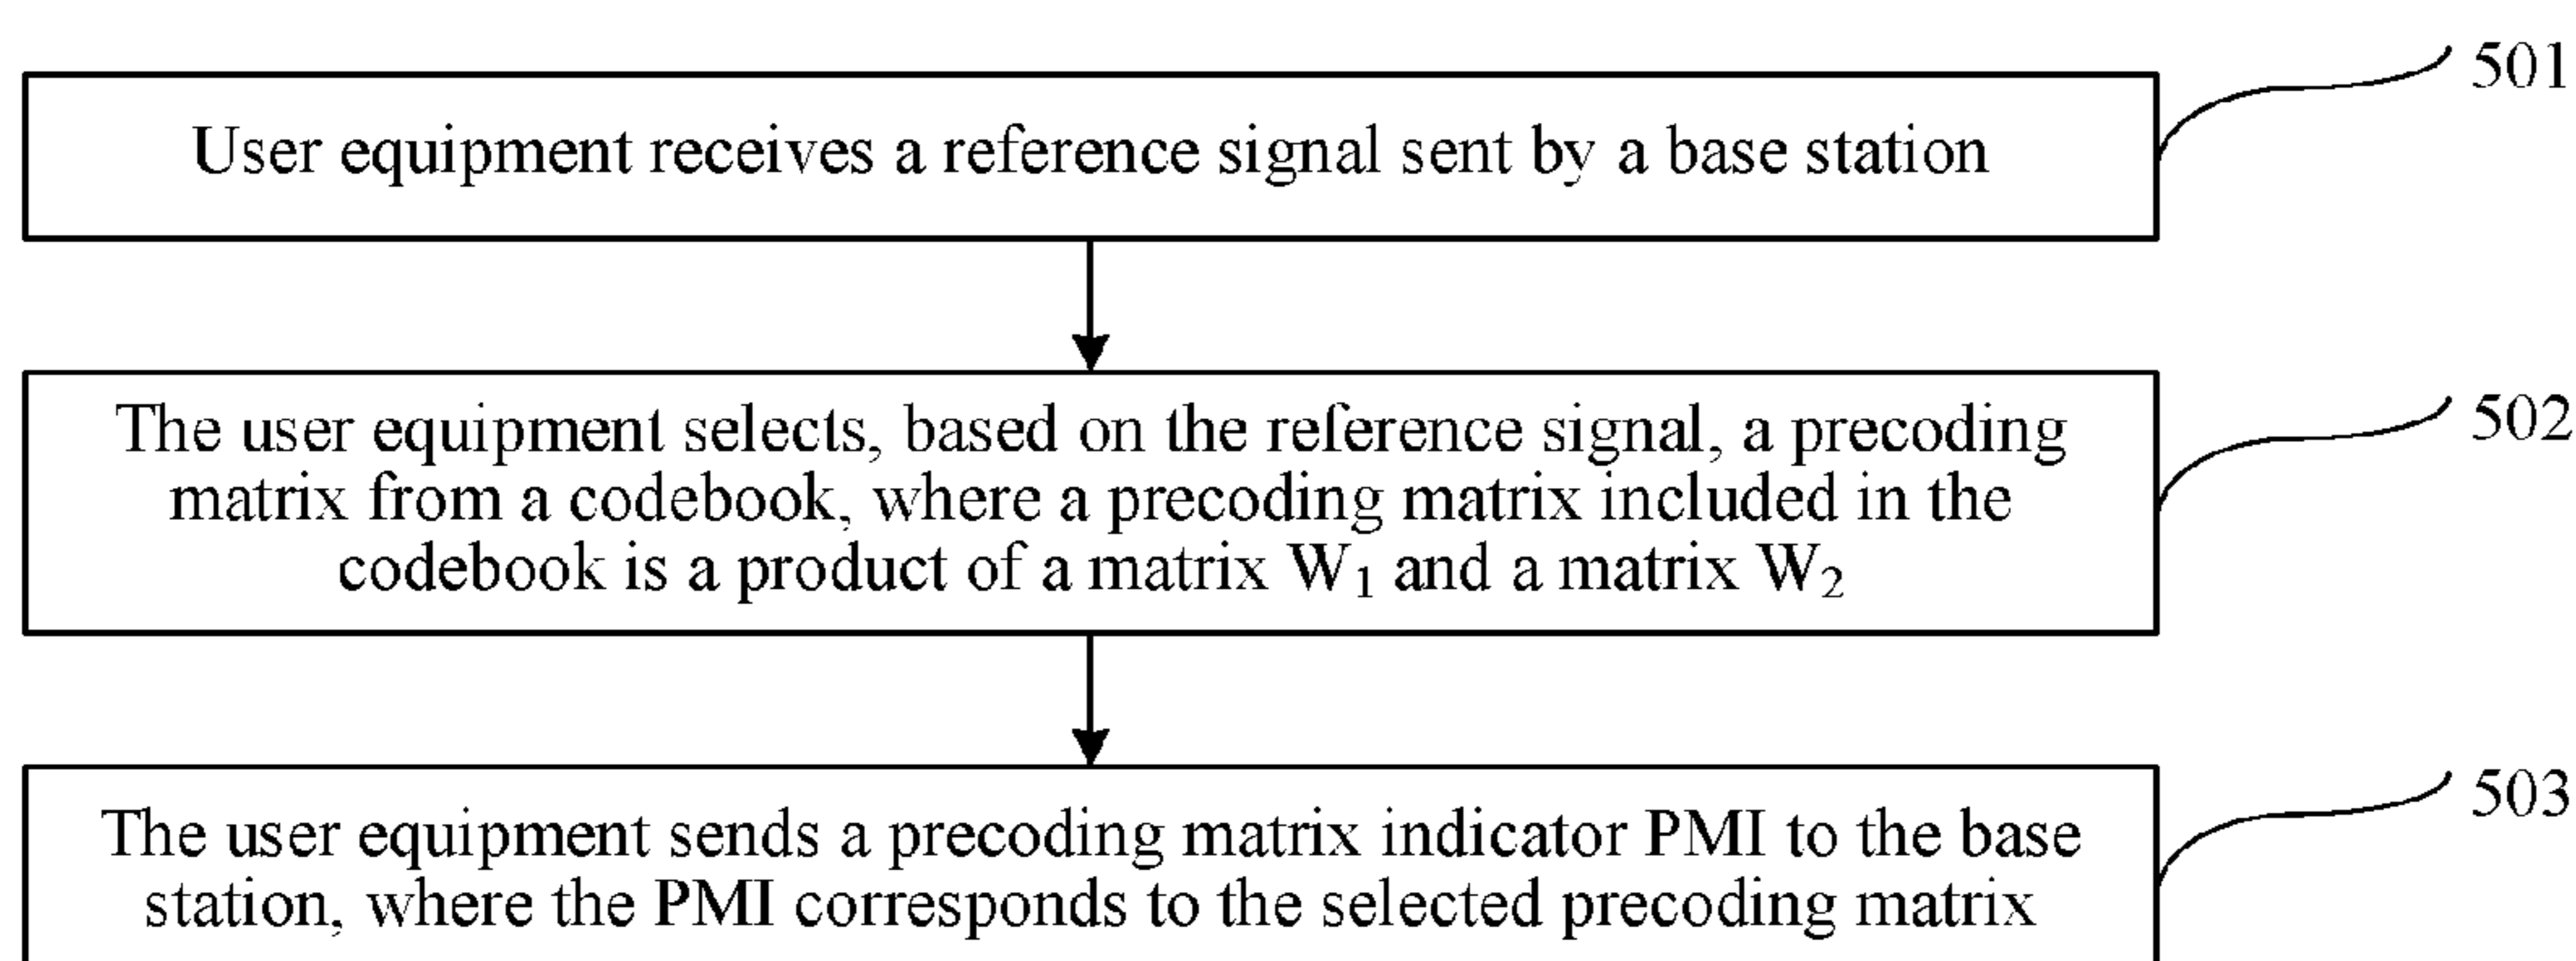 501
User equipment receives a reference signal sent by a base station
502
The user equipment selects, based on the reference signal, a precoding
matrix from a codebook, where a precoding matrix included in the
codebook is a product of a matrix W₁ and a matrix W₂
503
The user equipment sends a precoding matrix indicator PMI to the base
station, where the PMI corresponds to the selected precoding matrix